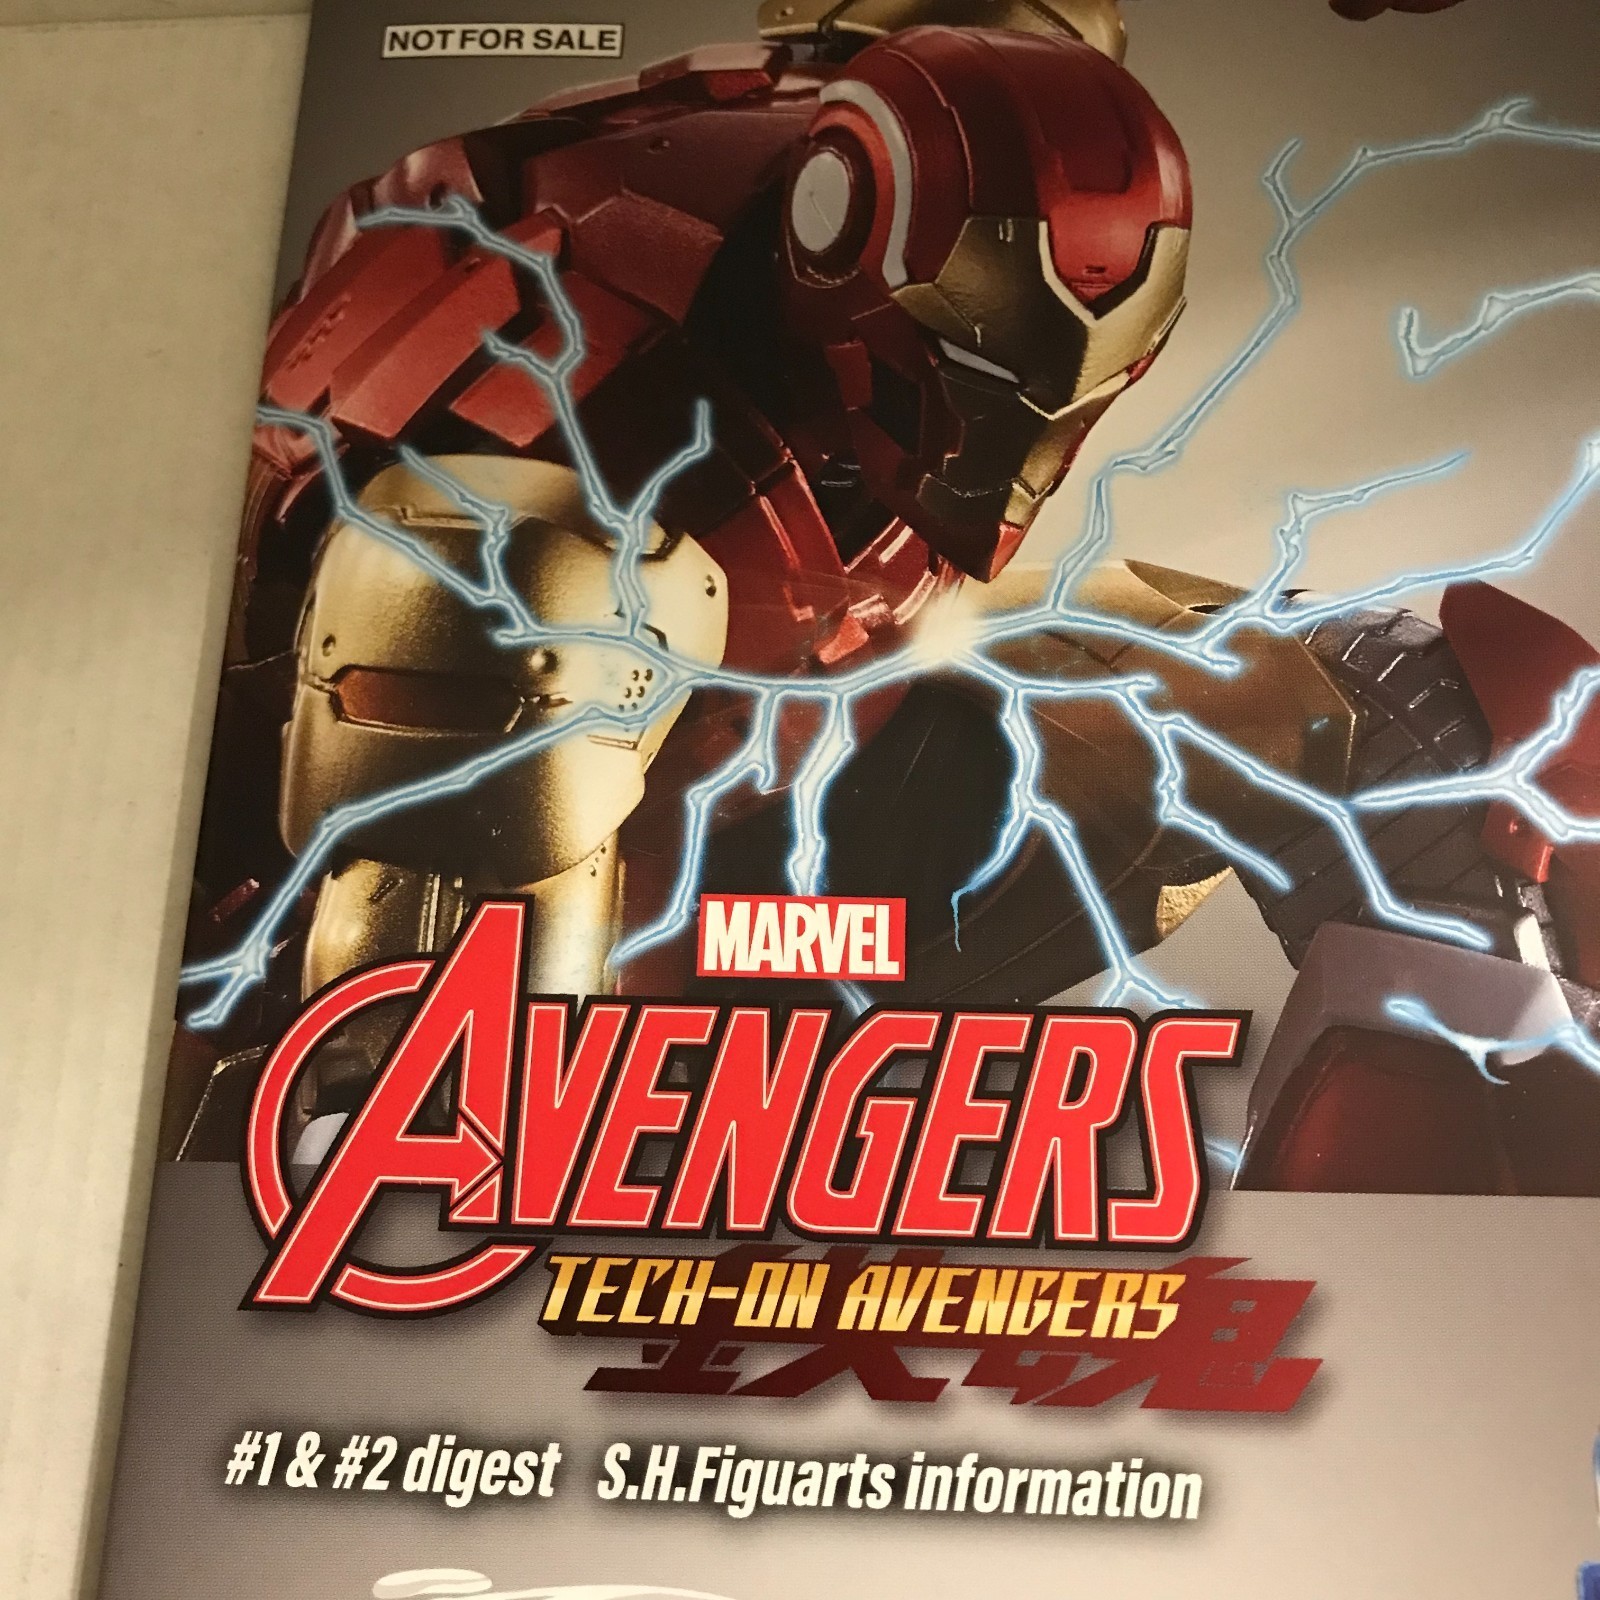 NOT FOR SALE
MARVEL
AVENGERS
TECH-ON AVENGERS
#1 & #2 digest S.H.Figuarts information